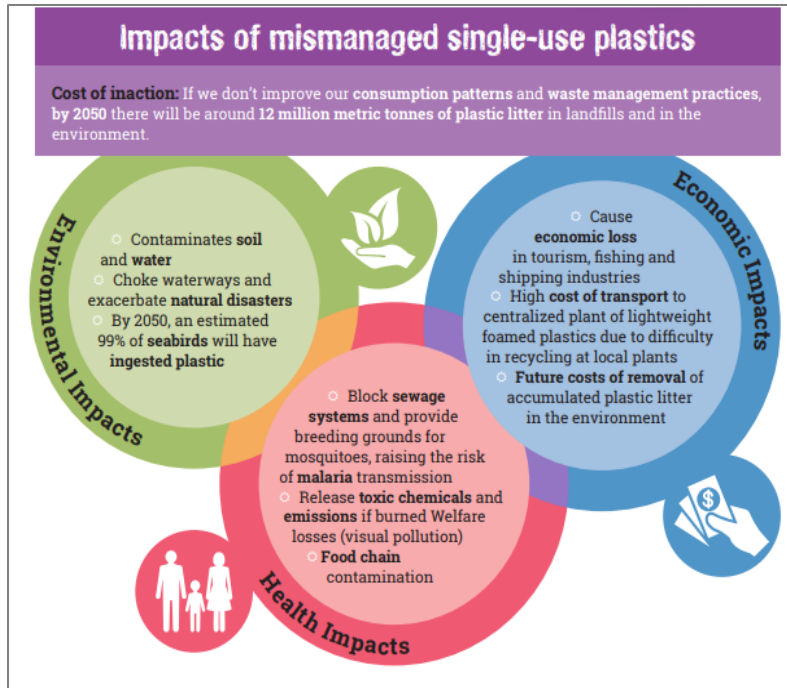 Impacts of mismanaged single-use plastics
Cost of inaction: If we don't improve our consumption patterns and waste management practices,
by 2050 there will be around 12 million metric tonnes of plastic litter in landfills and in the
environment.
Environmental Impacts
Contaminates soil
and water
Choke waterways and
exacerbate natural disasters
By 2050, an estimated
99% of seabirds will have
ingested plastic
Economic Impacts
Cause
economic loss
in tourism, fishing and
shipping industries
High cost of transport to
centralized plant of lightweight
foamed plastics due to difficulty
in recycling at local plants
Future costs of removal of
accumulated plastic litter
in the environment
$
Block sewage
systems and provide
breeding grounds for
mosquitoes, raising the risk
of malaria transmission
Release toxic chemicals and
emissions if burned Welfare
losses (visual pollution)
Food chain
contamination
Health Impacts